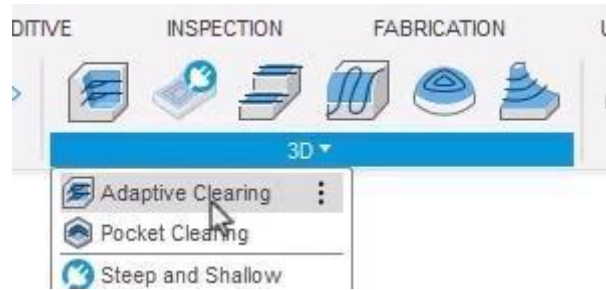 DITIVE INSPECTION FABRICATION U
3D
Adaptive Clearing
Pocket Clearing
Steep and Shallow